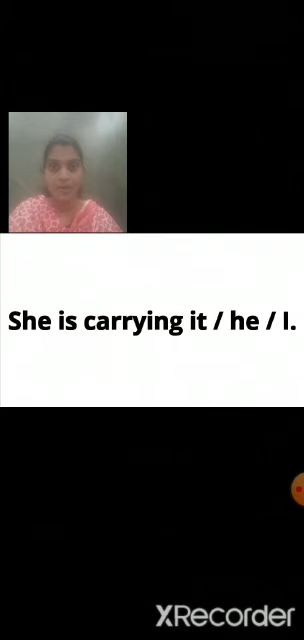 She is carrying it / he / I.
XRecorder